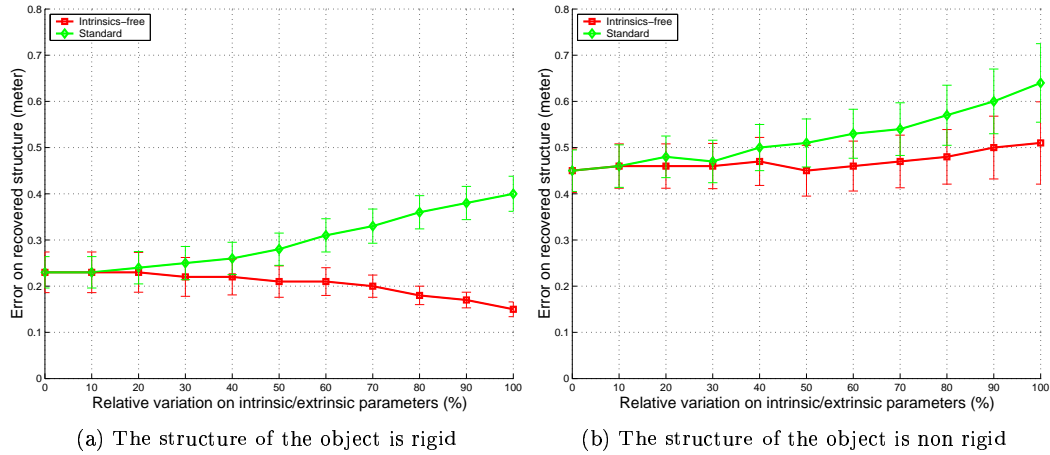 Intrinsics−free
Standard
Error on recovered structure (meter)
0.8
0.7
0.6
0.5
0.4
0.3
0.2
0.1
0
0 10 20 30 40 50 60 70 80 90 100
Relative variation on intrinsic/extrinsic parameters (%)
(a) The structure of the object is rigid
Intrinsics−free
Standard
Error on recovered structure (meter)
0.8
0.7
0.6
0.5
0.4
0.3
0.2
0.1
0
0 10 20 30 40 50 60 70 80 90 100
Relative variation on intrinsic/extrinsic parameters (%)
(b) The structure of the object is non rigid